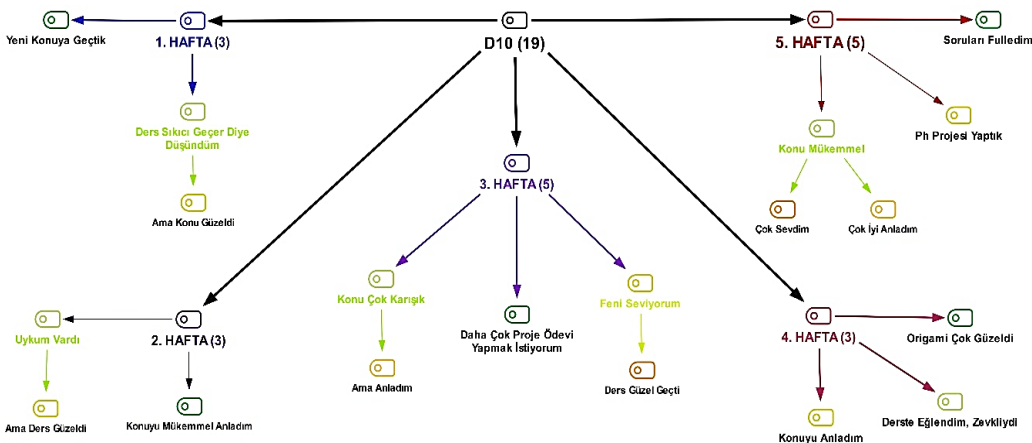 Yeni Konuya Geçtik
1. HAFTA (3)
D10 (19)
5. HAFTA (5)
Soruları Fulledim
Ders Sıkıcı Geçer Diye
Düşündüm
Ph Projesi Yaptık
Konu Mükemmel
3. HAFTA (5)
Ama Konu Güzeldi
Çok Sevdim
Çok İyi Anladım
Konu Çok Karışık
Feni Seviyorum
Uykum Vardı
2. HAFTA (3)
Daha Çok Proje Ödevi
Yapmak İstiyorum
4. HAFTA (3)
Origami Çok Güzeldi
Ama Anladım
Ders Güzel Geçti
Ama Ders Güzeldi
Konuyu Mükemmel Anladım
Konuyu Anladım
Derste Eğlendim, Zevkliydi